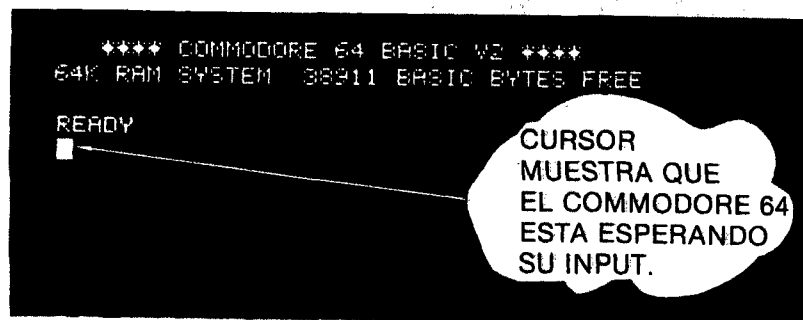 **** COMMODORE 64 BASIC V2 ****
64K RAM SYSTEM 38911 BASIC BYTES FREE
READY
CURSOR
MUESTRA QUE
EL COMMODORE 64
ESTA ESPERANDO
SU INPUT.